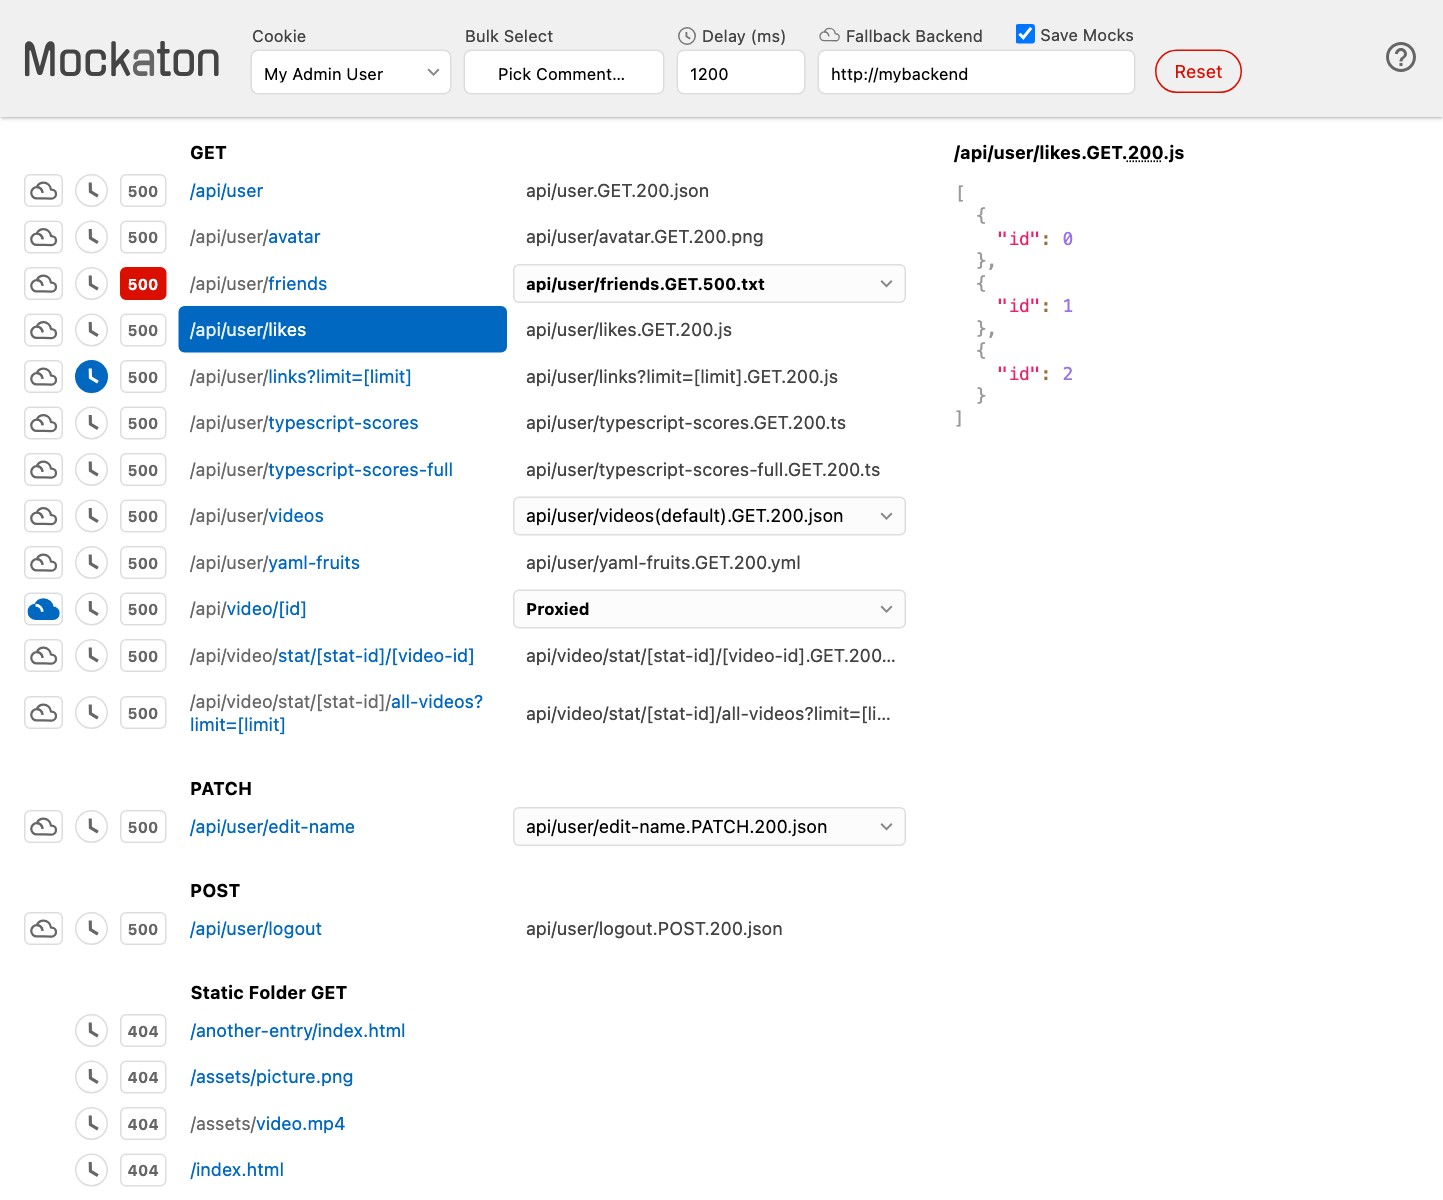 Mockaton
Cookie
My Admin User
Bulk Select
Pick Comment...
Delay (ms)
1200
Fallback Backend
http://mybackend
Save Mocks
Reset
?
GET
500 /api/user api/user.GET.200.json
500 /api/user/avatar api/user/avatar.GET.200.png
500 /api/user/friends api/user/friends.GET.500.txt
500 /api/user/likes api/user/likes.GET.200.js
500 /api/user/links?limit=[limit] api/user/links?limit=[limit].GET.200.js
500 /api/user/typescript-scores api/user/typescript-scores.GET.200.ts
500 /api/user/typescript-scores-full api/user/typescript-scores-full.GET.200.ts
500 /api/user/videos api/user/videos(default).GET.200.json
500 /api/user/yaml-fruits api/user/yaml-fruits.GET.200.yml
500 /api/video/[id] Proxied
500 /api/video/stat/[stat-id]/[video-id] api/video/stat/[stat-id]/[video-id].GET.200...
500 /api/video/stat/[stat-id]/all-videos?
limit=[limit] api/video/stat/[stat-id]/all-videos?limit=[li...
PATCH
500 /api/user/edit-name api/user/edit-name.PATCH.200.json
POST
500 /api/user/logout api/user/logout.POST.200.json
Static Folder GET
404 /another-entry/index.html
404 /assets/picture.png
404 /assets/video.mp4
404 /index.html
/api/user/likes.GET.200.js
[
{
"id": 0
},
{
"id": 1
},
{
"id": 2
}
]